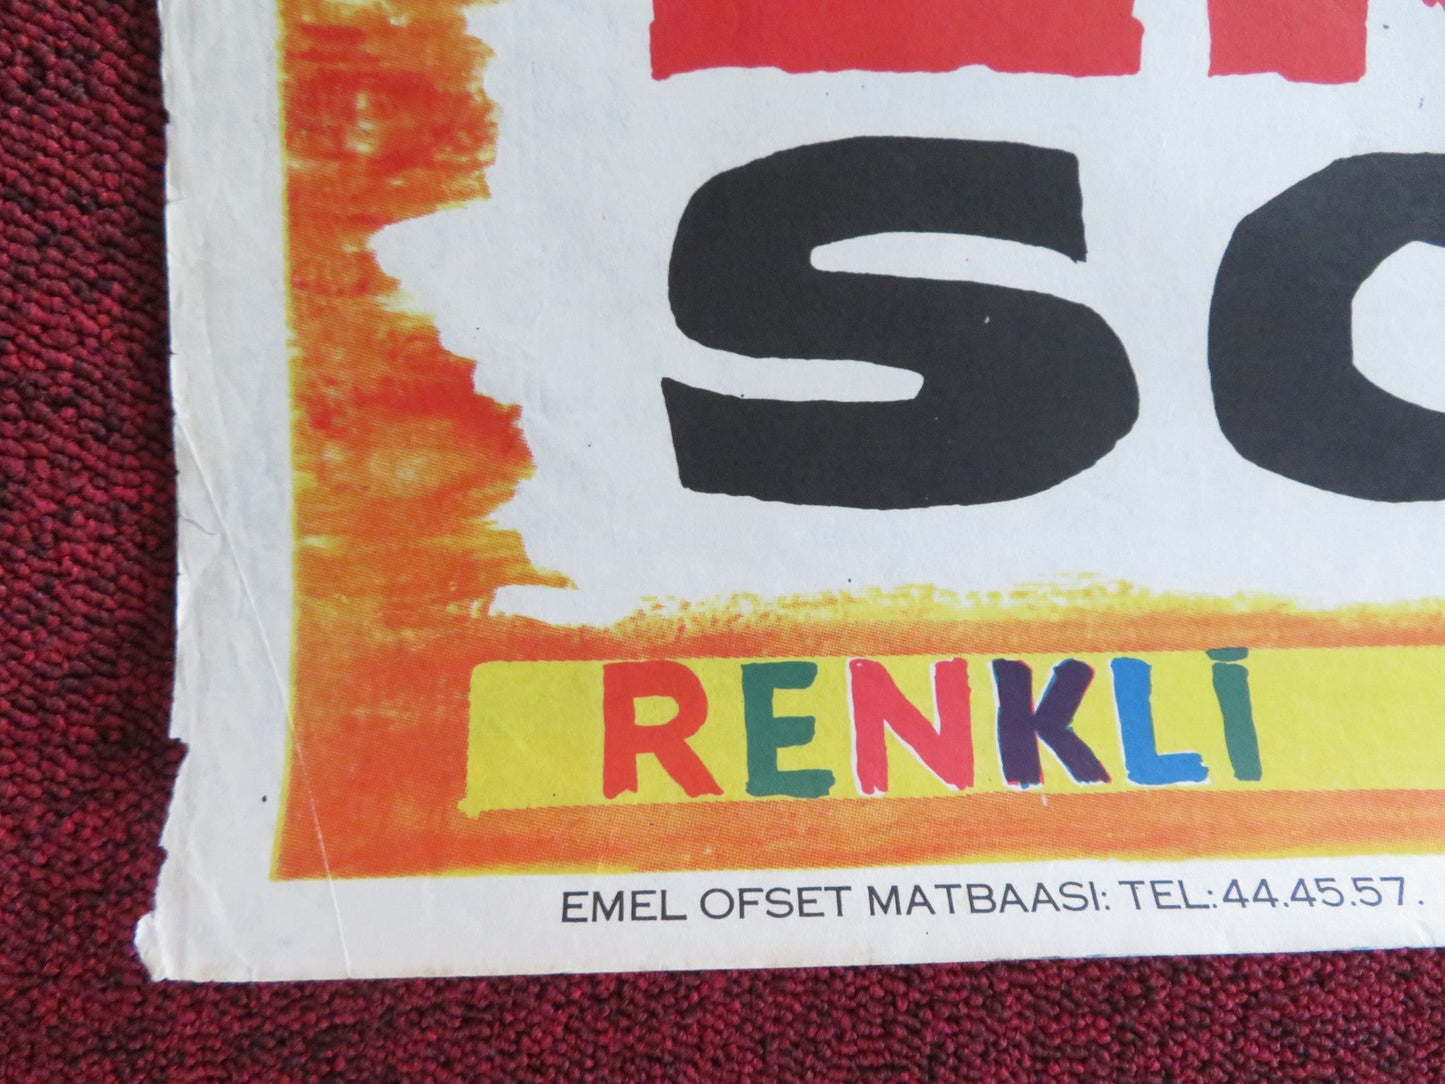 SO
RENKLİ
EMEL OFSET MATBAASI: TEL: 44.45.57.